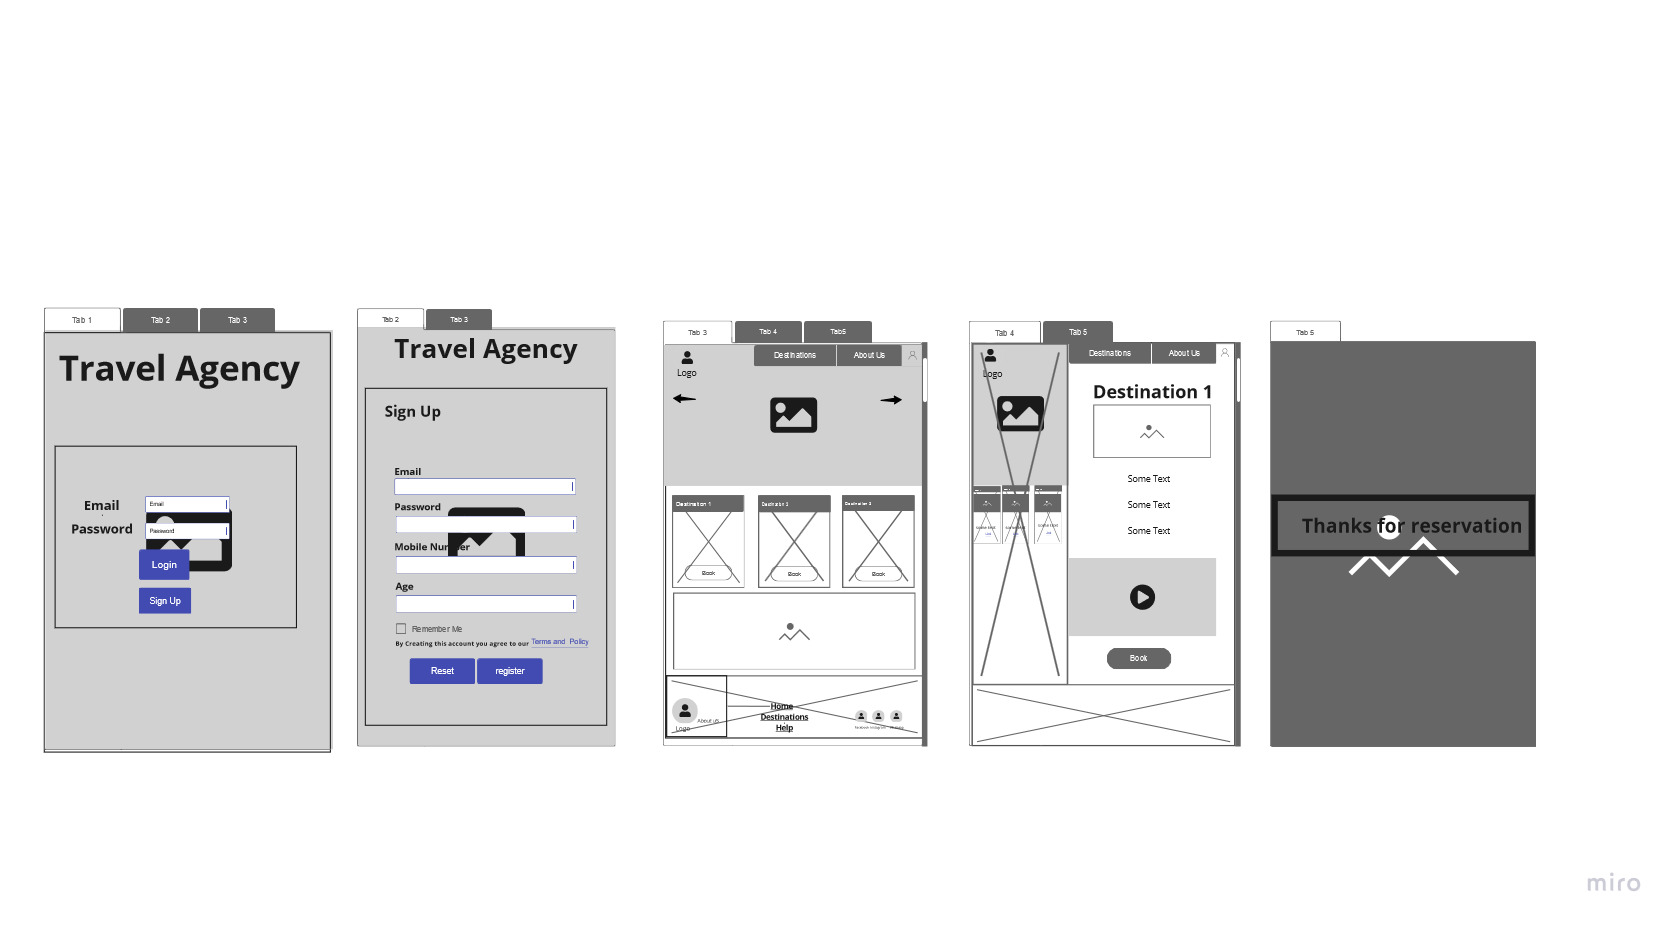 Tab 1
Tab 2
Tab 3
Travel Agency
Email
Email
Password
Password
Login
Sign Up
Tab 2
Tab 3
Travel Agency
Sign Up
Email
Password
Mobile Number
Age
Remember Me
By Creating this account you agree to our Terms and Policy
Reset
register
Tab 3
Tab 4
Tab5
Logo
Destinations
About Us
Destination 1
Book
Book
Book
Logo
About uS
Home
Destinations
Help
Facebook
Instagram
Tab 4
Tab 5
Logo
Destinations
About Us
Destination 1
Some Text
Some Text
Some Text
Book
Tab 5
Thanks for reservation
miro